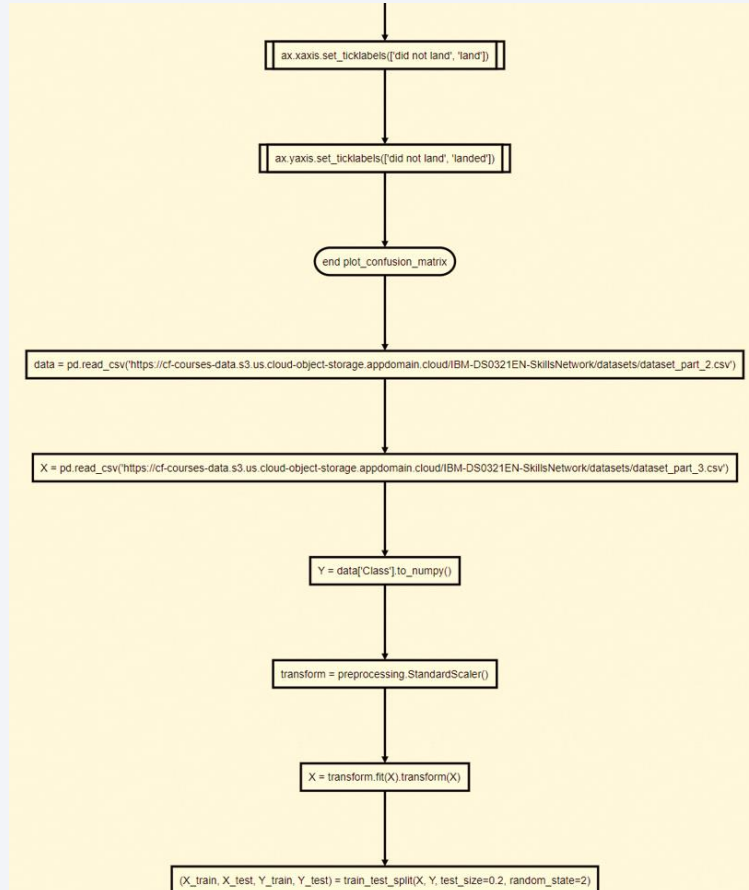 ax.xaxis.set_ticklabels(['did not land', 'land'])
ax.yaxis.set_ticklabels(['did not land', 'landed'])
end plot_confusion_matrix
data = pd.read_csv('https://cf-courses-data.s3.us.cloud-object-storage.appdomain.cloud/IBM-DS0321EN-SkillsNetwork/datasets/dataset_part_2.csv')
X = pd.read_csv('https://cf-courses-data.s3.us.cloud-object-storage.appdomain.cloud/IBM-DS0321EN-SkillsNetwork/datasets/dataset_part_3.csv')
Y = data['Class'].to_numpy()
transform = preprocessing.StandardScaler()
X = transform.fit(X).transform(X)
(X_train, X_test, Y_train, Y_test) = train_test_split(X, Y, test_size=0.2, random_state=2)